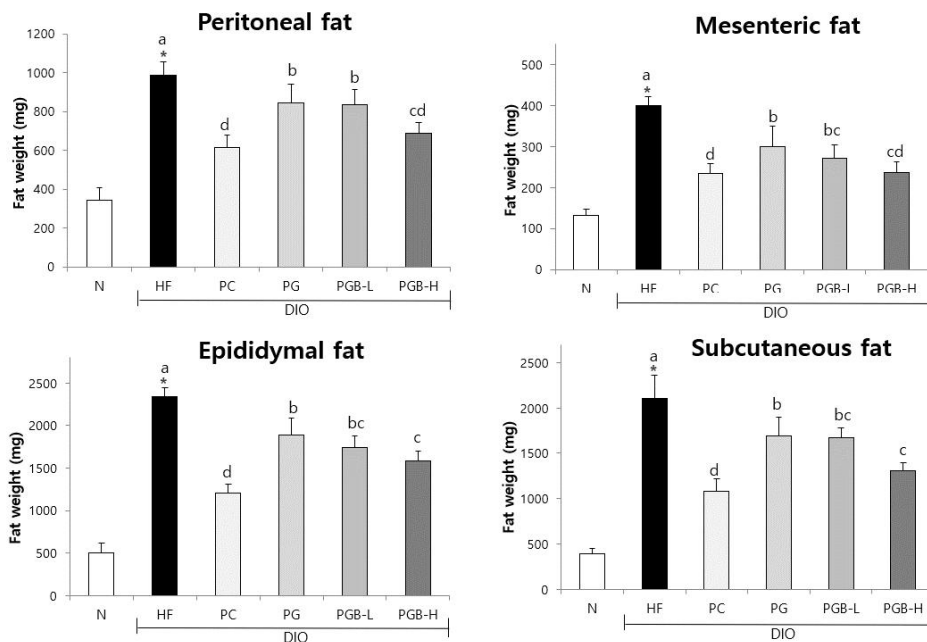 Peritoneal fat
Fat weight (mg)
1200
1000
800
600
400
200
0
a
*
d
b
b
cd
N HF PC PG PGB-L PGB-H
DIO
Mesenteric fat
Fat weight (mg)
500
400
300
200
100
0
a
*
d
b
bc
cd
N HF PC PG PGB-L PGB-H
DIO
Epididymal fat
Fat weight (mg)
2500
2000
1500
1000
500
0
a
*
d
b
bc
c
N HF PC PG PGB-L PGB-H
DIO
Subcutaneous fat
Fat weight (mg)
2500
2000
1500
1000
500
0
a
*
d
b
bc
c
N HF PC PG PGB-L PGB-H
DIO